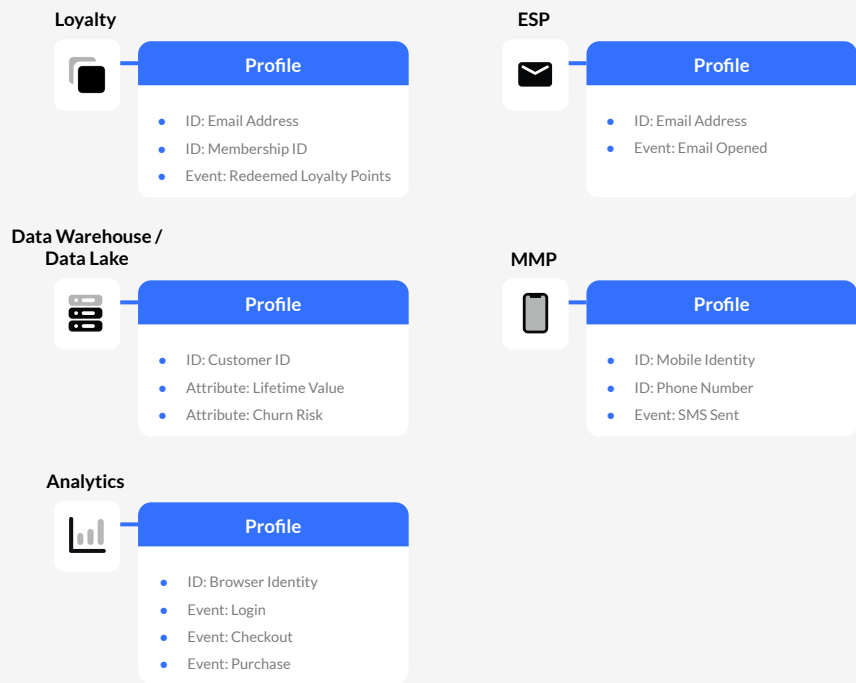 Loyalty
Profile
ID: Email Address
ID: Membership ID
Event: Redeemed Loyalty Points
ESP
Profile
ID: Email Address
Event: Email Opened
Data Warehouse /
Data Lake
Profile
ID: Customer ID
Attribute: Lifetime Value
Attribute: Churn Risk
MMP
Profile
ID: Mobile Identity
ID: Phone Number
Event: SMS Sent
Analytics
Profile
ID: Browser Identity
Event: Login
Event: Checkout
Event: Purchase